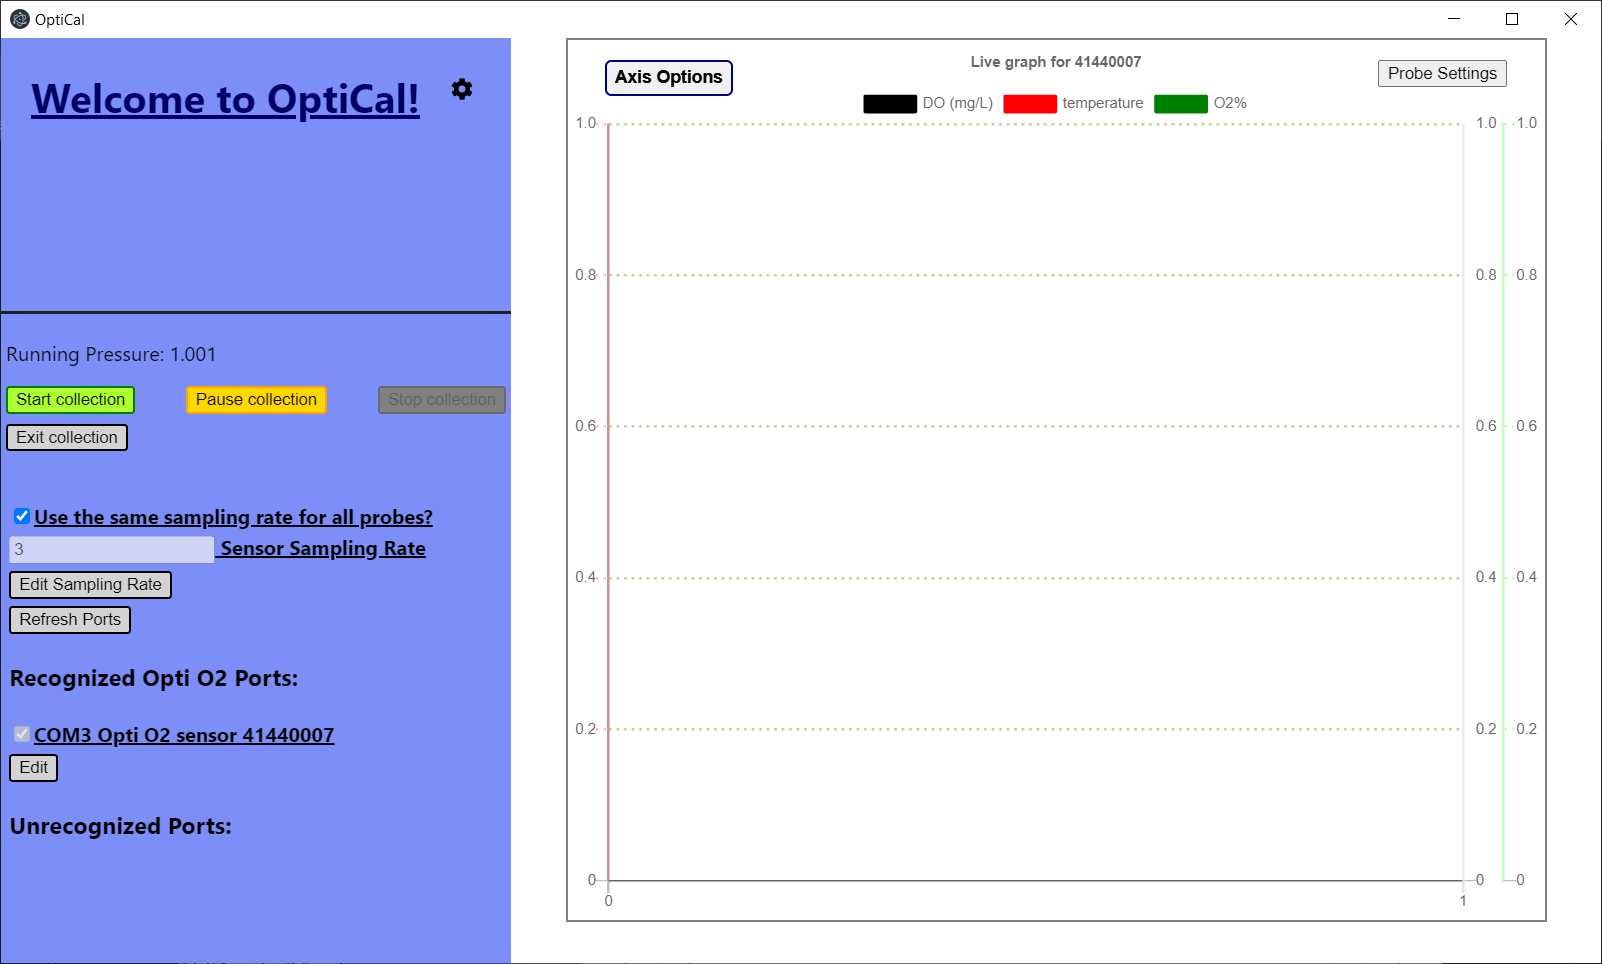 OptiCal
Welcome to OptiCal!
Running Pressure: 1.001
Start collection
Pause collection
Stop collection
Exit collection
Use the same sampling rate for all probes?
3 Sensor Sampling Rate
Edit Sampling Rate
Refresh Ports
Recognized Opti O2 Ports:
COM3 Opti O2 sensor 41440007
Edit
Unrecognized Ports:
Axis Options
Live graph for 41440007
Probe Settings
DO (mg/L) temperature O2%
1.0 1.0 1.0
0.8 0.8 0.8
0.6 0.6 0.6
0.4 0.4 0.4
0.2 0.2 0.2
0 0 0
0 1